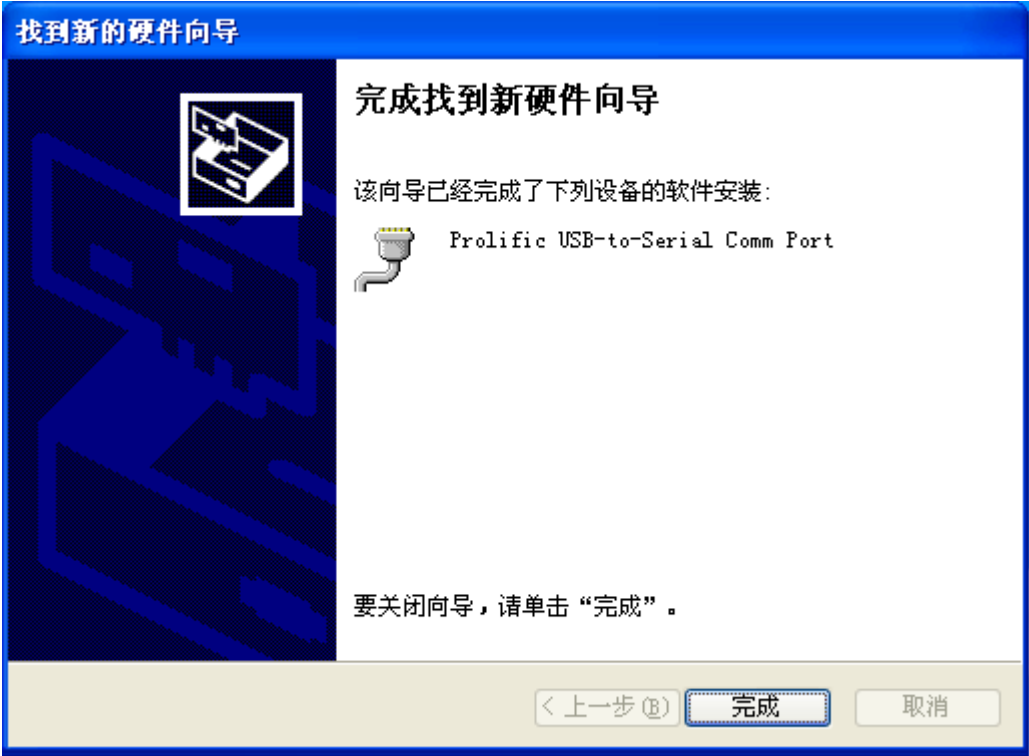 找到新的硬件向导
完成找到新硬件向导
该向导已经完成了下列设备的软件安装:
Prolific USB-to-Serial Comm Port
要关闭向导，请单击“完成”。
< 上一步(B)
完成
取消